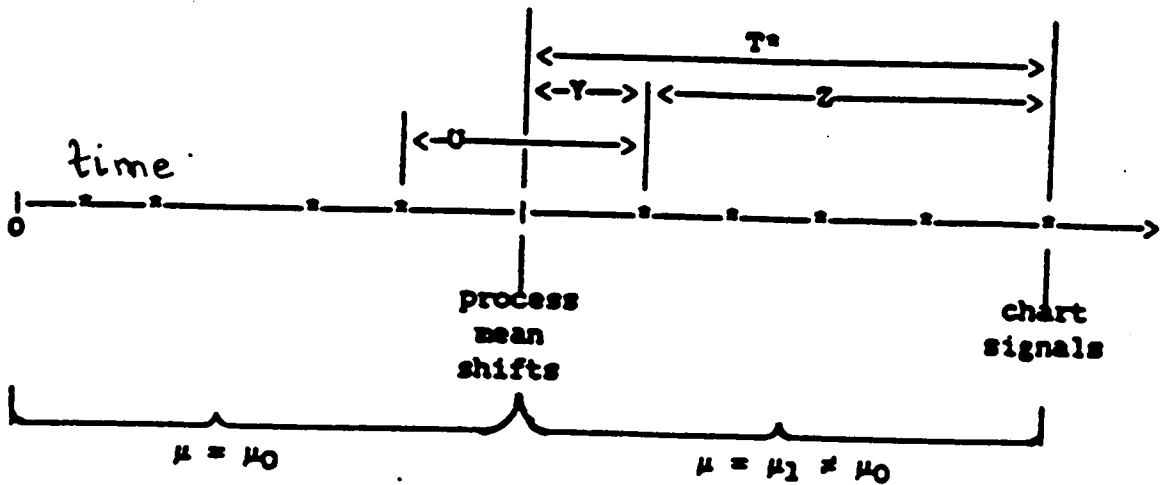 T*
Y
Z
U
time
* * * * * * * * *
0
process
mean
shifts
chart
signals
μ = μ0
μ = μ1 ≠ μ0